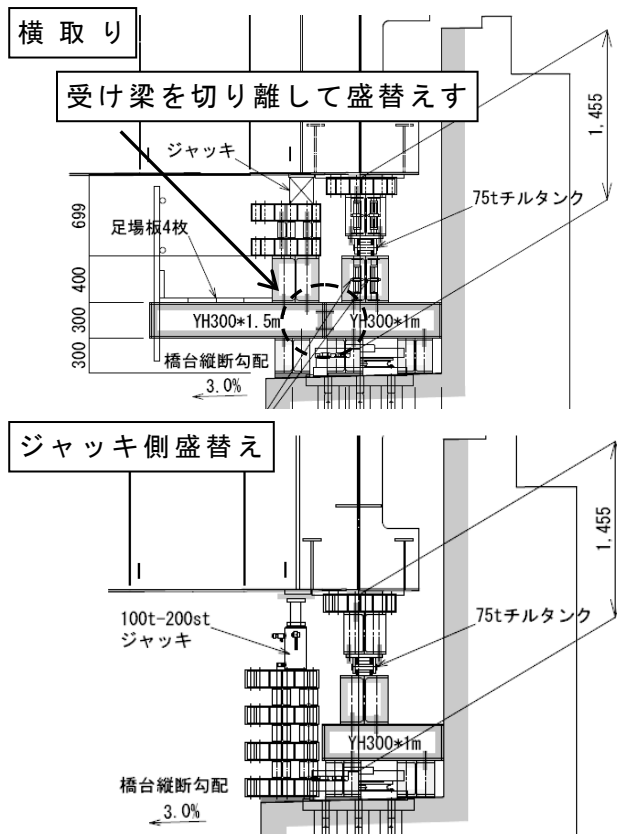 横取り
受け梁を切り離して盛替えす
ジャッキ
1,455
75tチルタンク
699
足場板4枚
400
300
YH300*1.5m
YH300*1m
300
橋台縦断勾配
3.0%
ジャッキ側盛替え
1,455
100t-200st
ジャッキ
75tチルタンク
YH300*1m
橋台縦断勾配
3.0%